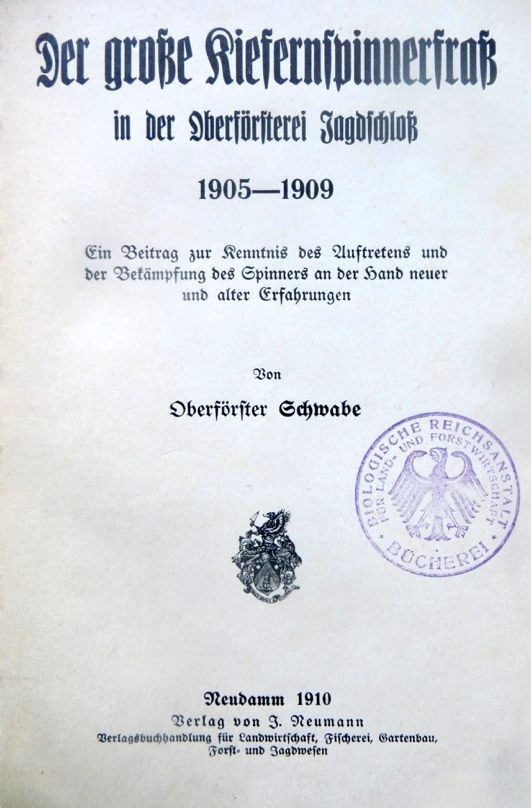 Der große Kiefernspinnerfraß
in der Oberförsterei Jagdschloß
1905—1909
Ein Beitrag zur Kenntnis des Auftretens und
der Bekämpfung des Spinners an der Hand neuer
und alter Erfahrungen
Von
Oberförster Schwabe
BIOLOGISCHE REICHSANSTALT
FÜR LAND- UND FORSTWIRTSCHAFT
BÜCHEREI
Neudamm 1910
Verlag von J. Neumann
Verlagsbuchhandlung für Landwirtschaft, Fischerei, Gartenbau,
Forst- und Jagdwesen